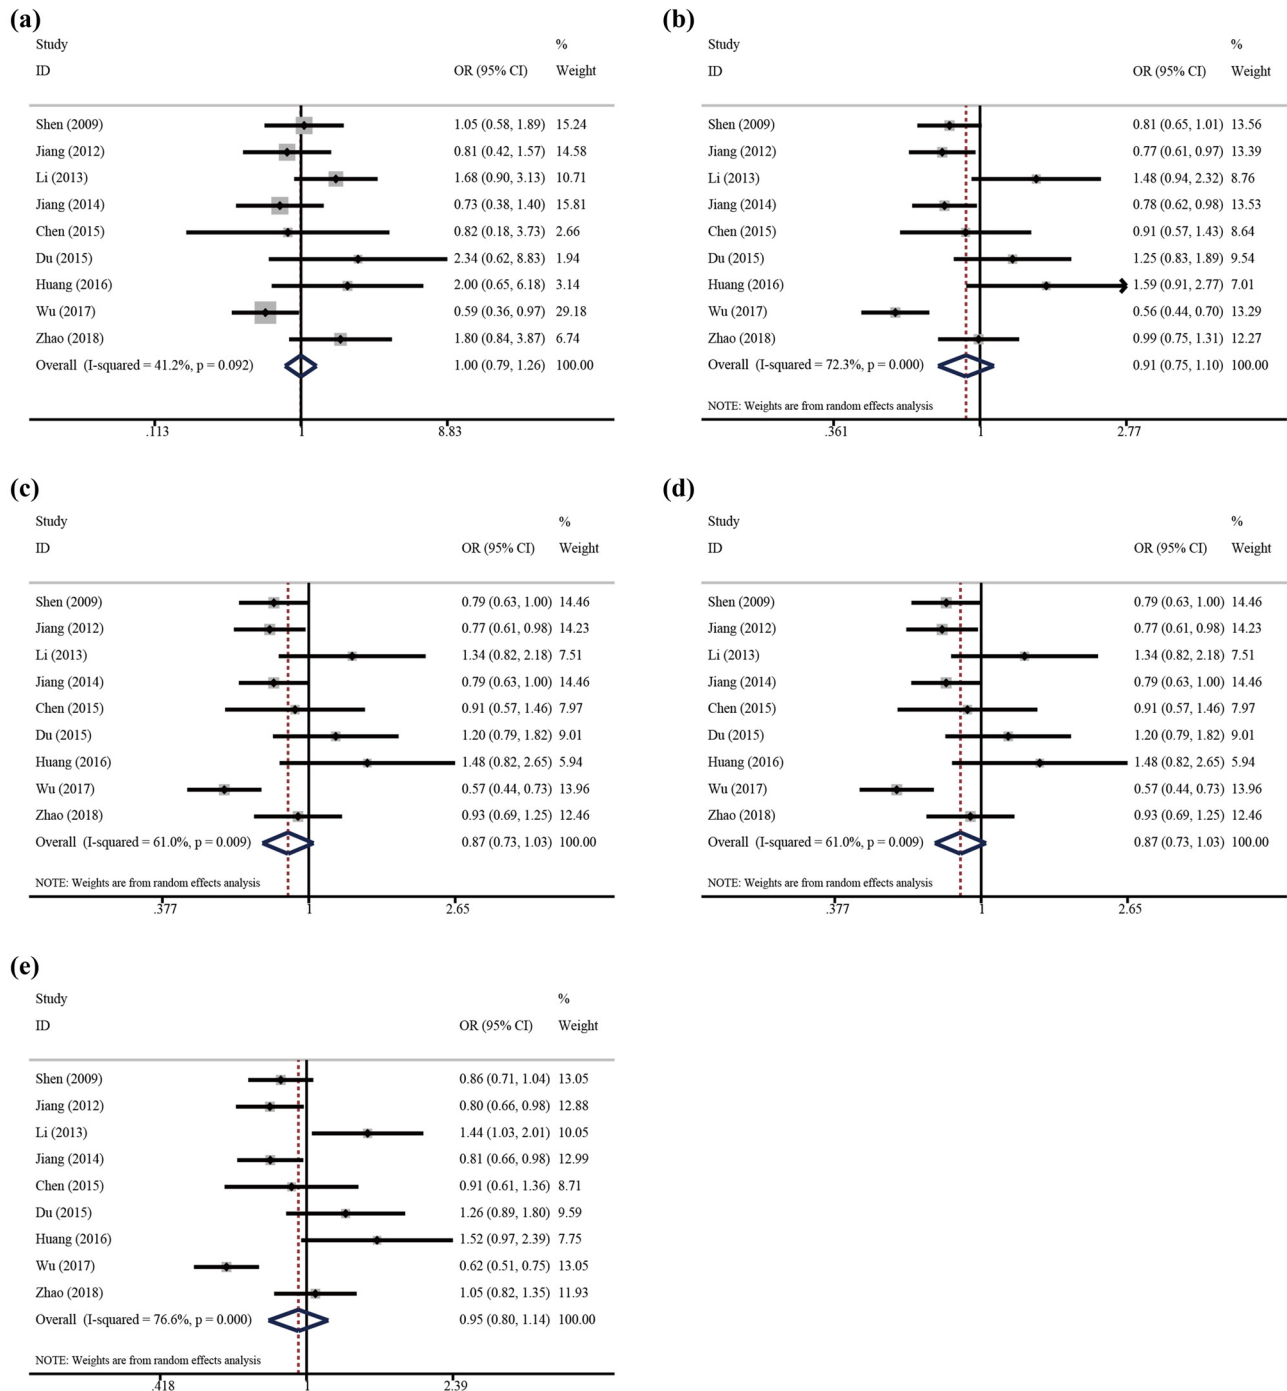 (a)
Study %
ID OR (95% CI) Weight
Shen (2009) 1.05 (0.58, 1.89) 15.24
Jiang (2012) 0.81 (0.42, 1.57) 14.58
Li (2013) 1.68 (0.90, 3.13) 10.71
Jiang (2014) 0.73 (0.38, 1.40) 15.81
Chen (2015) 0.82 (0.18, 3.73) 2.66
Du (2015) 2.34 (0.62, 8.83) 1.94
Huang (2016) 2.00 (0.65, 6.18) 3.14
Wu (2017) 0.59 (0.36, 0.97) 29.18
Zhao (2018) 1.80 (0.84, 3.87) 6.74
Overall (I-squared = 41.2%, p = 0.092) 1.00 (0.79, 1.26) 100.00
.113 1 8.83
(b)
Study %
ID OR (95% CI) Weight
Shen (2009) 0.81 (0.65, 1.01) 13.56
Jiang (2012) 0.77 (0.61, 0.97) 13.39
Li (2013) 1.48 (0.94, 2.32) 8.76
Jiang (2014) 0.78 (0.62, 0.98) 13.53
Chen (2015) 0.91 (0.57, 1.43) 8.64
Du (2015) 1.25 (0.83, 1.89) 9.54
Huang (2016) 1.59 (0.91, 2.77) 7.01
Wu (2017) 0.56 (0.44, 0.70) 13.29
Zhao (2018) 0.99 (0.75, 1.31) 12.27
Overall (I-squared = 72.3%, p = 0.000) 0.91 (0.75, 1.10) 100.00
NOTE: Weights are from random effects analysis
.361 1 2.77
(c)
Study %
ID OR (95% CI) Weight
Shen (2009) 0.79 (0.63, 1.00) 14.46
Jiang (2012) 0.77 (0.61, 0.98) 14.23
Li (2013) 1.34 (0.82, 2.18) 7.51
Jiang (2014) 0.79 (0.63, 1.00) 14.46
Chen (2015) 0.91 (0.57, 1.46) 7.97
Du (2015) 1.20 (0.79, 1.82) 9.01
Huang (2016) 1.48 (0.82, 2.65) 5.94
Wu (2017) 0.57 (0.44, 0.73) 13.96
Zhao (2018) 0.93 (0.69, 1.25) 12.46
Overall (I-squared = 61.0%, p = 0.009) 0.87 (0.73, 1.03) 100.00
NOTE: Weights are from random effects analysis
.377 1 2.65
(d)
Study %
ID OR (95% CI) Weight
Shen (2009) 0.79 (0.63, 1.00) 14.46
Jiang (2012) 0.77 (0.61, 0.98) 14.23
Li (2013) 1.34 (0.82, 2.18) 7.51
Jiang (2014) 0.79 (0.63, 1.00) 14.46
Chen (2015) 0.91 (0.57, 1.46) 7.97
Du (2015) 1.20 (0.79, 1.82) 9.01
Huang (2016) 1.48 (0.82, 2.65) 5.94
Wu (2017) 0.57 (0.44, 0.73) 13.96
Zhao (2018) 0.93 (0.69, 1.25) 12.46
Overall (I-squared = 61.0%, p = 0.009) 0.87 (0.73, 1.03) 100.00
NOTE: Weights are from random effects analysis
.377 1 2.65
(e)
Study %
ID OR (95% CI) Weight
Shen (2009) 0.86 (0.71, 1.04) 13.05
Jiang (2012) 0.80 (0.66, 0.98) 12.88
Li (2013) 1.44 (1.03, 2.01) 10.05
Jiang (2014) 0.81 (0.66, 0.98) 12.99
Chen (2015) 0.91 (0.61, 1.36) 8.71
Du (2015) 1.26 (0.89, 1.80) 9.59
Huang (2016) 1.52 (0.97, 2.39) 7.75
Wu (2017) 0.62 (0.51, 0.75) 13.05
Zhao (2018) 1.05 (0.82, 1.35) 11.93
Overall (I-squared = 76.6%, p = 0.000) 0.95 (0.80, 1.14) 100.00
NOTE: Weights are from random effects analysis
.418 1 2.39